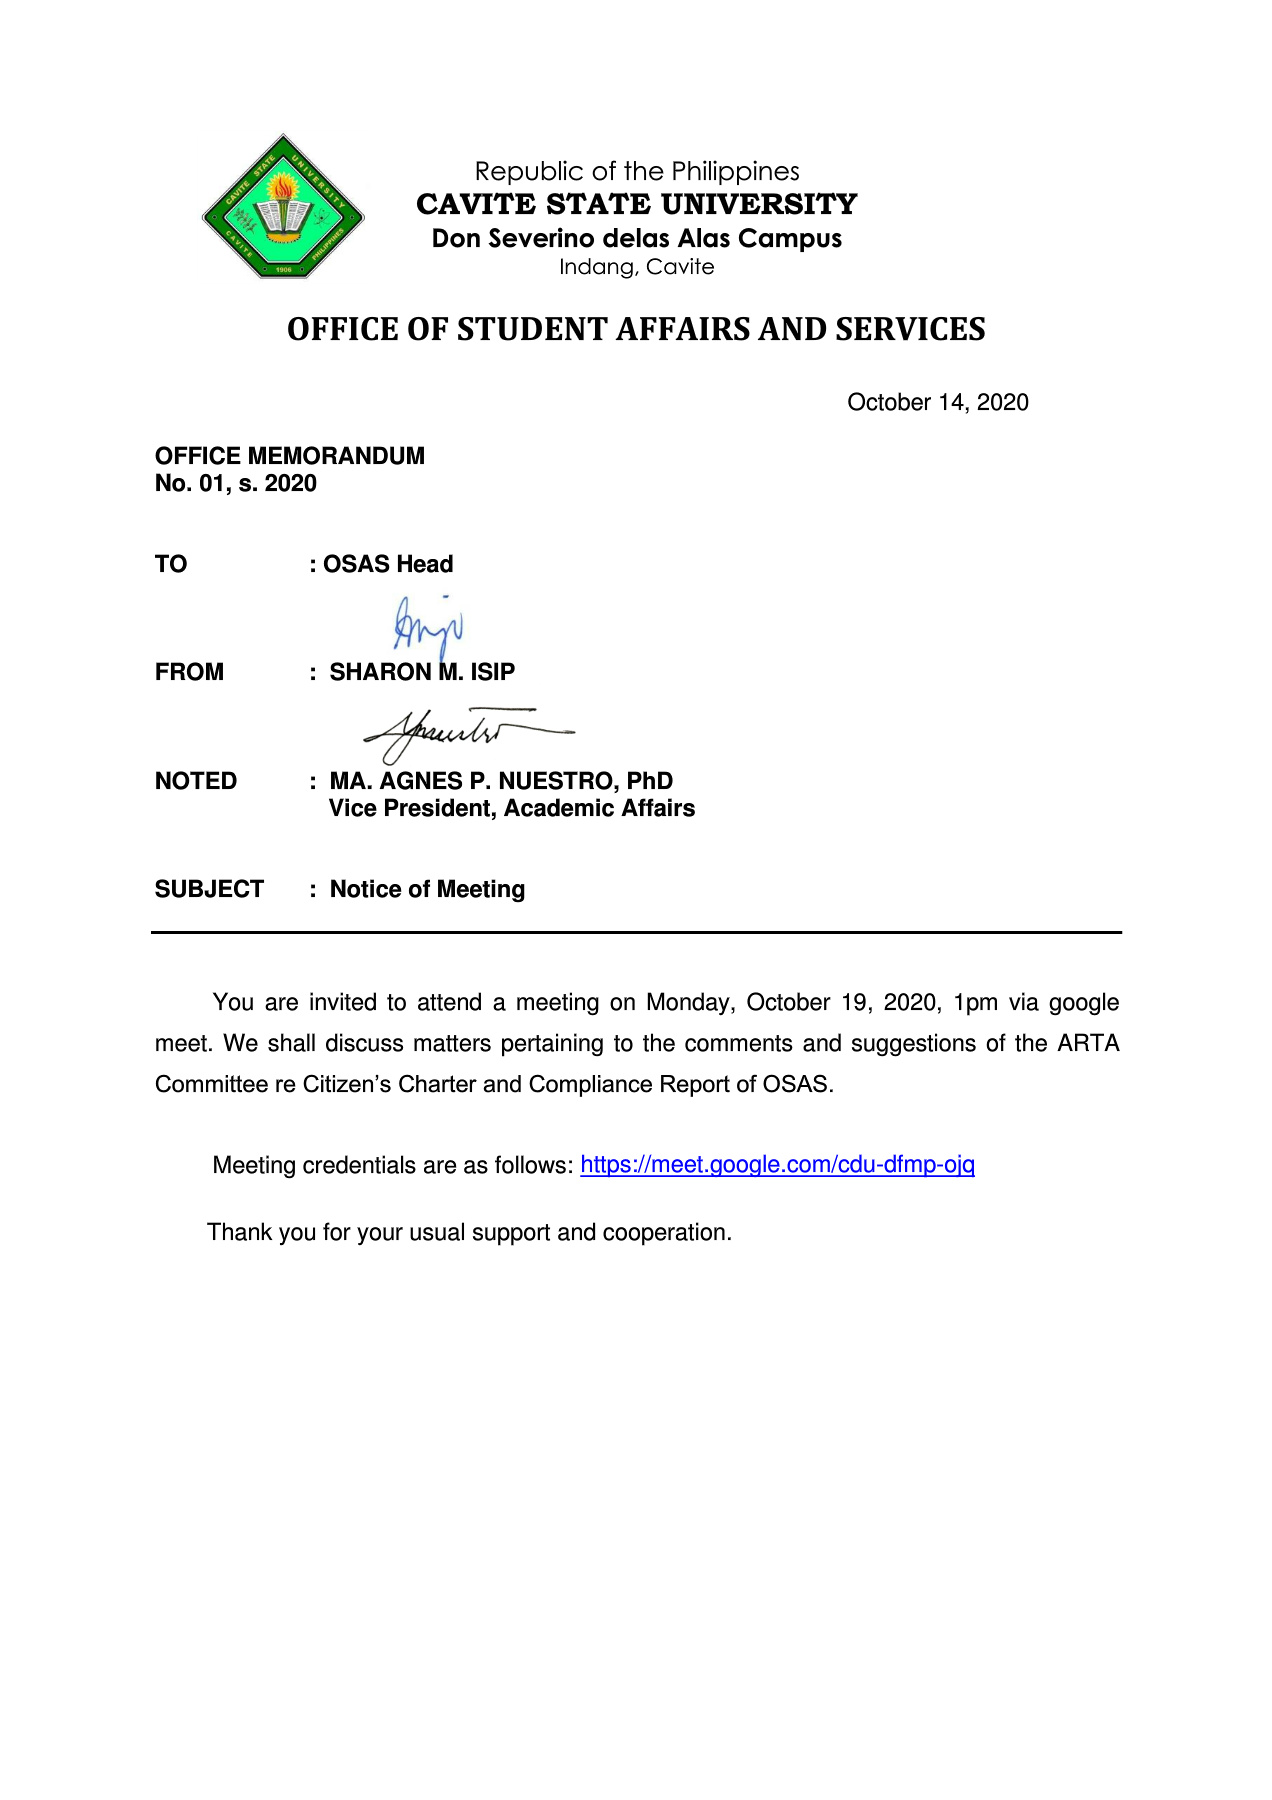 CAVITE STATE UNIVERSITY
CAVITE
PHILIPPINES
1906
Republic of the Philippines
CAVITE STATE UNIVERSITY
Don Severino delas Alas Campus
Indang, Cavite
OFFICE OF STUDENT AFFAIRS AND SERVICES
October 14, 2020
OFFICE MEMORANDUM
No. 01, s. 2020
TO : OSAS Head
FROM : SHARON M. ISIP
NOTED : MA. AGNES P. NUESTRO, PhD
Vice President, Academic Affairs
SUBJECT : Notice of Meeting
You are invited to attend a meeting on Monday, October 19, 2020, 1pm via google
meet. We shall discuss matters pertaining to the comments and suggestions of the ARTA
Committee re Citizen’s Charter and Compliance Report of OSAS.
Meeting credentials are as follows: https://meet.google.com/cdu-dfmp-ojq
Thank you for your usual support and cooperation.